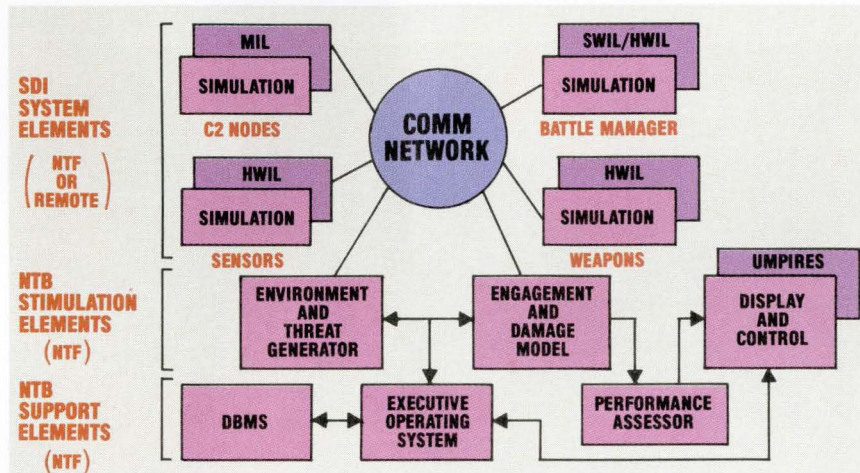 SDI
SYSTEM
ELEMENTS
( NTF
OR
REMOTE )
MIL
SIMULATION
C2 NODES
COMM
NETWORK
SWIL/HWIL
SIMULATION
BATTLE MANAGER
HWIL
SIMULATION
SENSORS
HWIL
SIMULATION
WEAPONS
NTB
STIMULATION
ELEMENTS
(NTF)
ENVIRONMENT
AND
THREAT
GENERATOR
ENGAGEMENT
AND
DAMAGE
MODEL
UMPIRES
DISPLAY
AND
CONTROL
NTB
SUPPORT
ELEMENTS
(NTF)
DBMS
EXECUTIVE
OPERATING
SYSTEM
PERFORMANCE
ASSESSOR